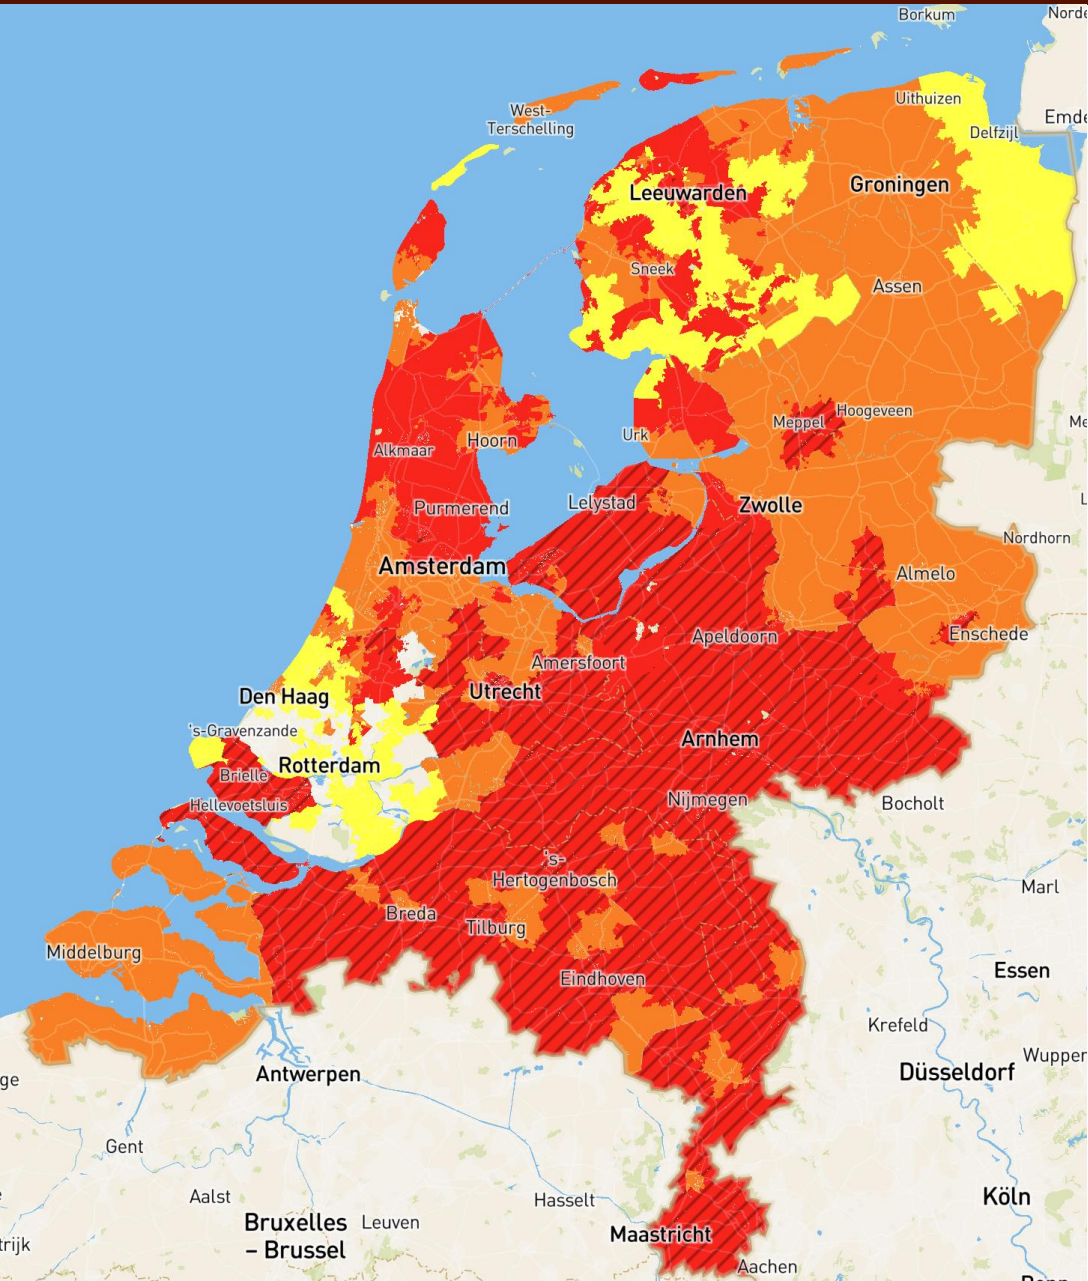 Borkum
Norde
Uithuizen
West-
Terschelling
Emde
Delfzijl
Leeuwarden
Groningen
Sneek
Assen
Meppel
Hoogeveen
Me
Urk
Hoorn
Alkmaar
Lelystad
Zwolle
Purmerend
L
Nordhorn
Amsterdam
Almelo
Enschede
Apeldoorn
Amersfoort
Utrecht
Den Haag
's-Gravenzande
Arnhem
Rotterdam
Brielle
Nijmegen
Hellevoetsluis
Bocholt
's-
Hertogenbosch
Marl
Breda
Tilburg
Middelburg
Eindhoven
Essen
Krefeld
Wupper
Düsseldorf
Antwerpen
ge
Gent
Aalst
Hasselt
Köln
Bruxelles
– Brussel
Leuven
Maastricht
trijk
Aachen